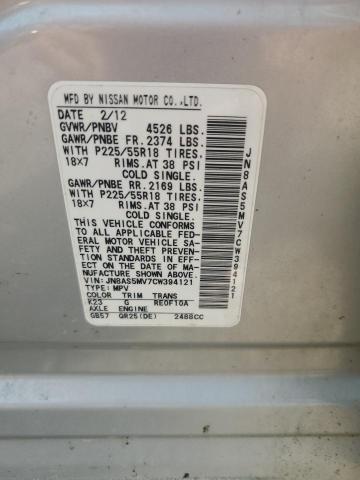 MFD BY NISSAN MOTOR CO.,LTD.
DATE 2/12
GVWR/PNBV 4526 LBS.
GAWR/PNBE FR. 2374 LBS.
WITH P225/55R18 TIRES,
18X7 RIMS. AT 38 PSI
COLD SINGLE.
GAWR/PNBE RR. 2169 LBS.
WITH P225/55R18 TIRES,
18X7 RIMS. AT 38 PSI
COLD SINGLE.
THIS VEHICLE CONFORMS
TO ALL APPLICABLE FED-
ERAL MOTOR VEHICLE SA-
FETY AND THEFT PREVEN-
TION STANDARDS IN EFF-
ECT ON THE DATE OF MA-
NUFACTURE SHOWN ABOVE.
VIN:JN8AS5MV7CW394121
TYPE:MPV
COLOR TRIM TRANS
K23 G RE0F10A
AXLE ENGINE
GB57 QR25(DE) 2488CC
JN8AS5MV7CW394121